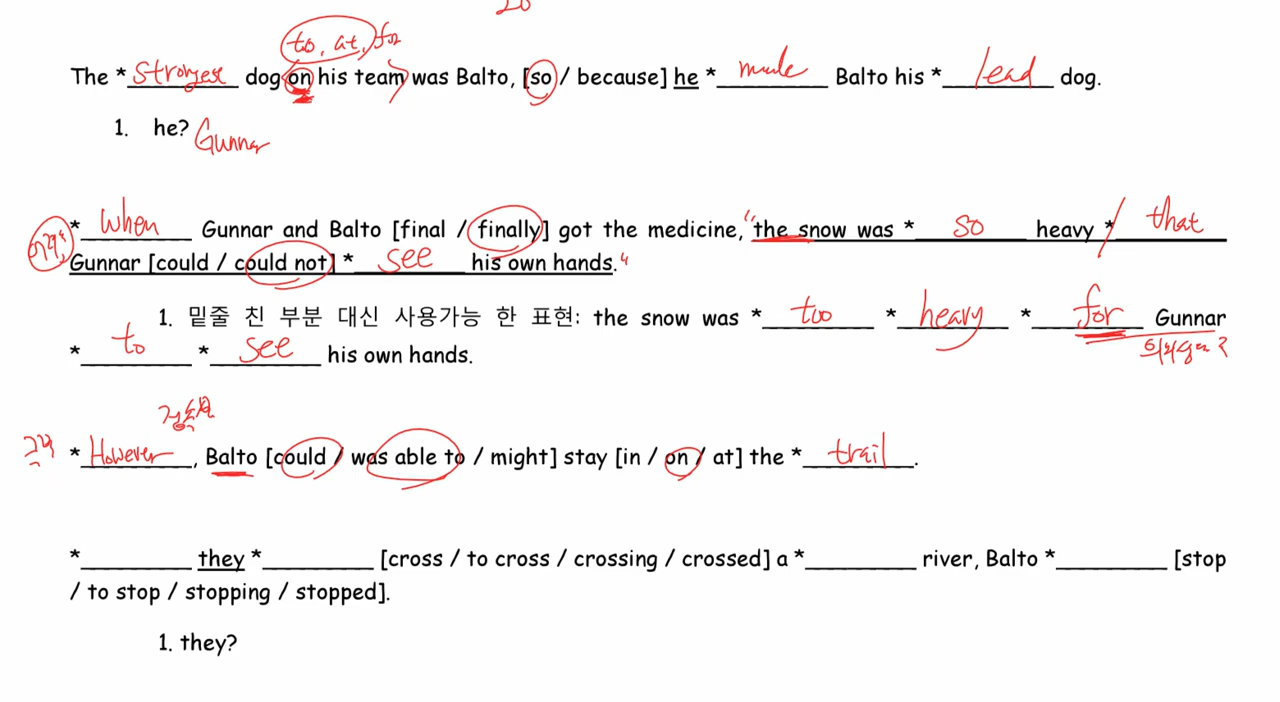 20
to, at, for
The * strongest dog on his team was Balto, [so / because] he * made Balto his * lead dog.
1. he? Gunnar
* When Gunnar and Balto [final / finally] got the medicine, "the snow was * so heavy * / that
Gunnar [could / could not] * see his own hands."
1. 밑줄 친 부분 대신 사용가능 한 표현: the snow was * too * heavy * for Gunnar
* to * see his own hands.
* However, Balto [could / was able to / might] stay [in / on / at] the * trail.
*__________ they *__________ [cross / to cross / crossing / crossed] a *__________ river, Balto *__________ [stop
/ to stop / stopping / stopped].
1. they?